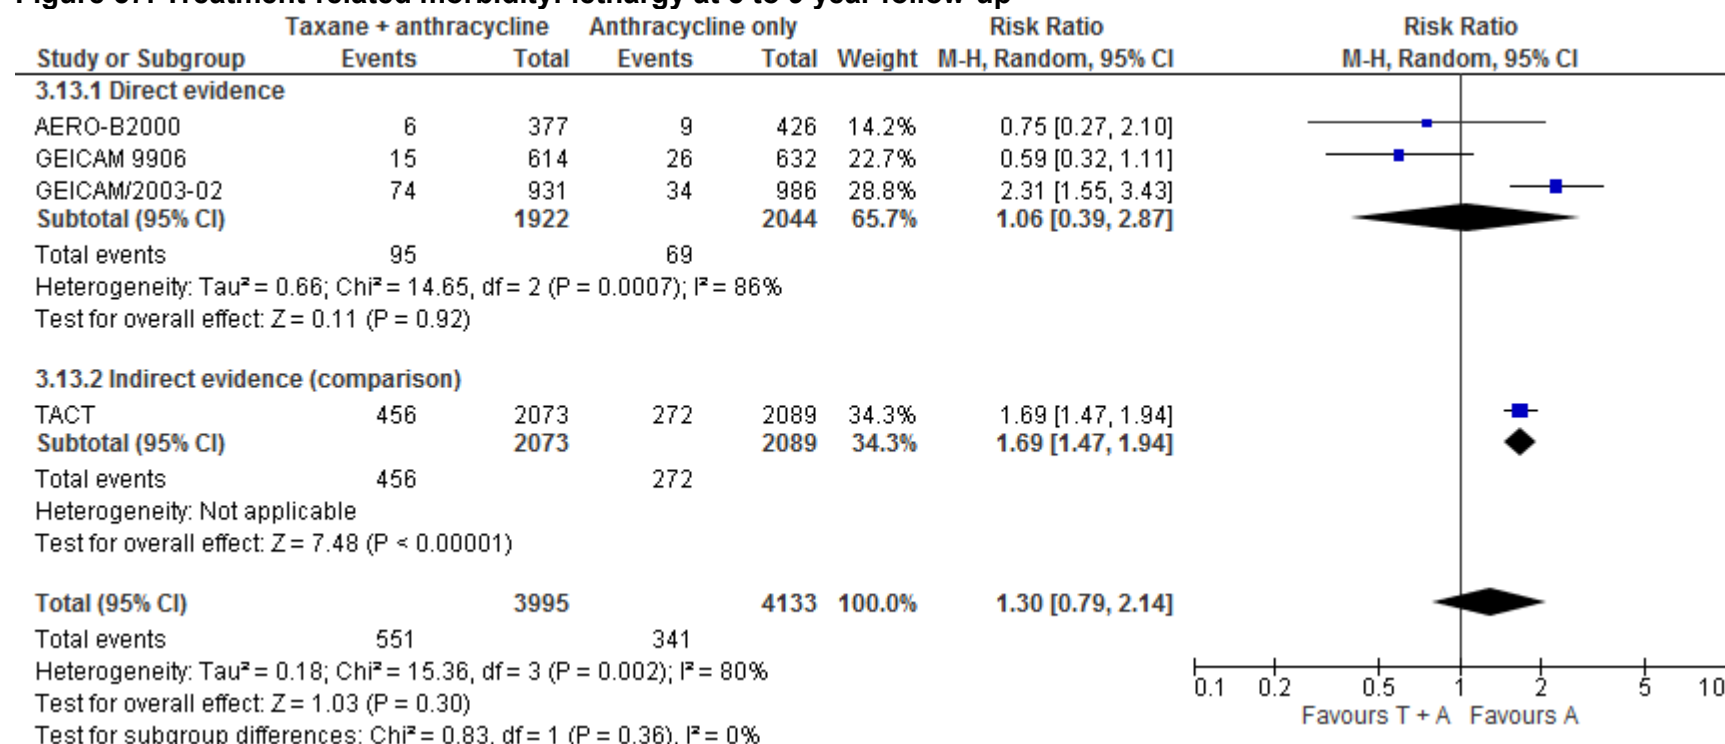 Taxane + anthracycline Anthracycline only Risk Ratio Risk Ratio
Study or Subgroup Events Total Events Total Weight M-H, Random, 95% CI M-H, Random, 95% CI
3.13.1 Direct evidence
AERO-B2000 6 377 9 426 14.2% 0.75 [0.27, 2.10]
GEICAM 9906 15 614 26 632 22.7% 0.59 [0.32, 1.11]
GEICAM/2003-02 74 931 34 986 28.8% 2.31 [1.55, 3.43]
Subtotal (95% CI) 1922 2044 65.7% 1.06 [0.39, 2.87]
Total events 95 69
Heterogeneity: Tau² = 0.66; Chi² = 14.65, df = 2 (P = 0.0007); I² = 86%
Test for overall effect: Z = 0.11 (P = 0.92)
3.13.2 Indirect evidence (comparison)
TACT 456 2073 272 2089 34.3% 1.69 [1.47, 1.94]
Subtotal (95% CI) 2073 2089 34.3% 1.69 [1.47, 1.94]
Total events 456 272
Heterogeneity: Not applicable
Test for overall effect: Z = 7.48 (P < 0.00001)
Total (95% CI) 3995 4133 100.0% 1.30 [0.79, 2.14]
Total events 551 341
Heterogeneity: Tau² = 0.18; Chi² = 15.36, df = 3 (P = 0.002); I² = 80%
Test for overall effect: Z = 1.03 (P = 0.30)
Test for subgroup differences: Chi² = 0.83, df = 1 (P = 0.36), I² = 0%
0.1 0.2 0.5 1 2 5 10
Favours T + A Favours A